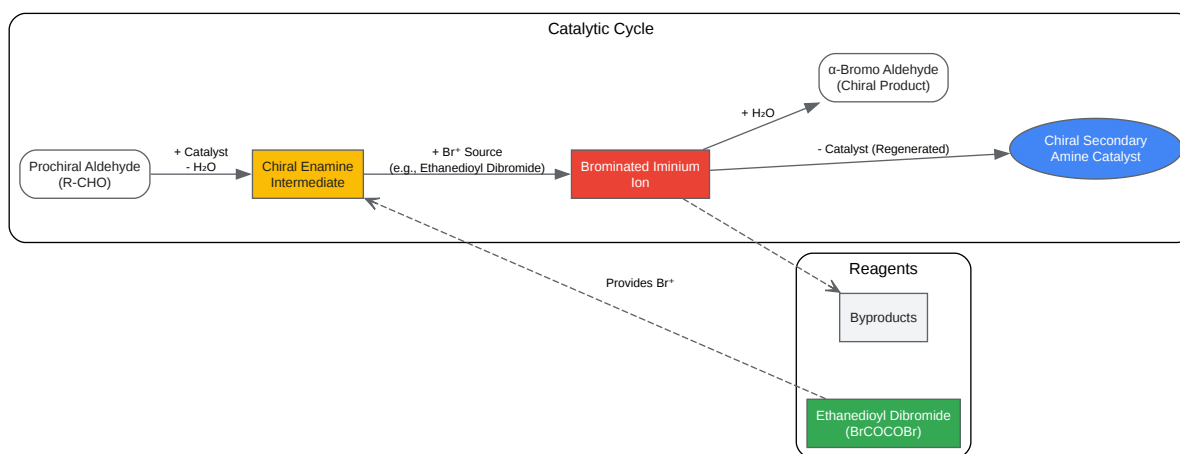 Catalytic Cycle
α-Bromo Aldehyde
(Chiral Product)
+ H₂O
Chiral Secondary
Amine Catalyst
- Catalyst (Regenerated)
Prochiral Aldehyde
(R-CHO)
+ Catalyst
- H₂O
Chiral Enamine
Intermediate
+ Br⁺ Source
(e.g., Ethanedioyl Dibromide)
Brominated Iminium
Ion
Reagents
Provides Br⁺
Byproducts
Ethanedioyl Dibromide
(BrCOCOBr)